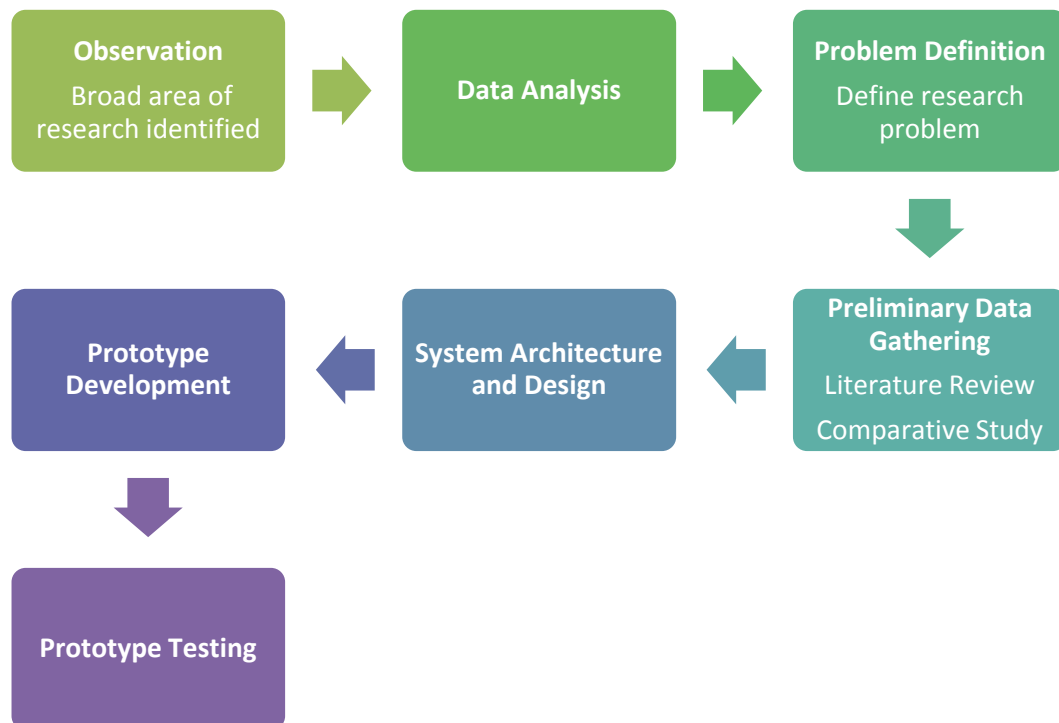 Observation
Broad area of
research identified
Data Analysis
Problem Definition
Define research
problem
Preliminary Data
Gathering
Literature Review
Comparative Study
System Architecture
and Design
Prototype
Development
Prototype Testing